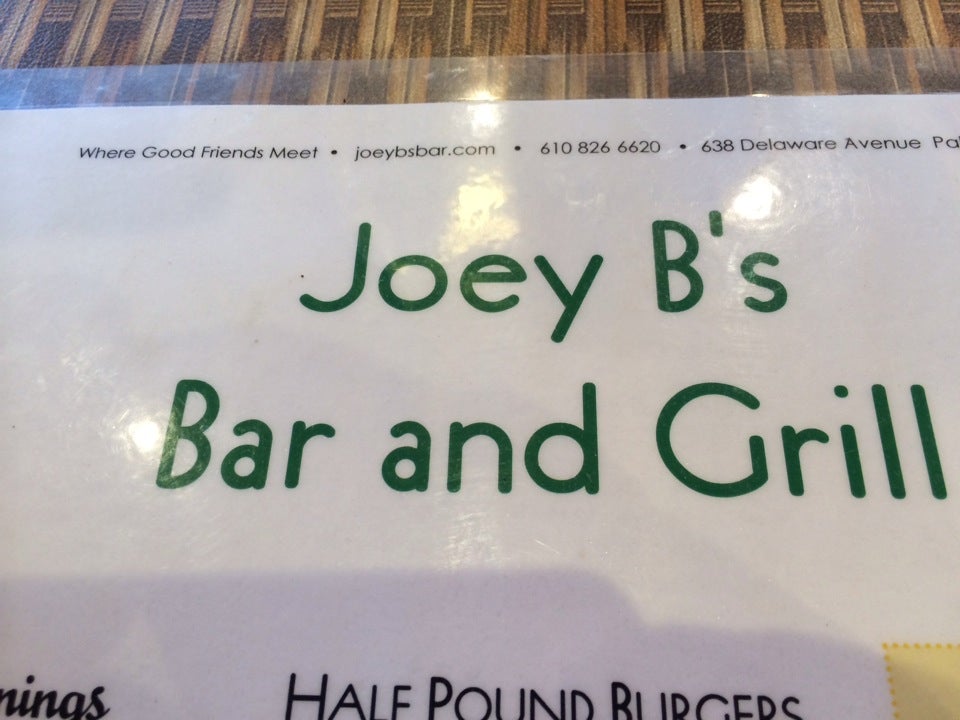 Where Good Friends Meet • joeybsbar.com • 610 826 6620 • 638 Delaware Avenue
Joey B's
Bar and Grill
HALF POUND BURGERS